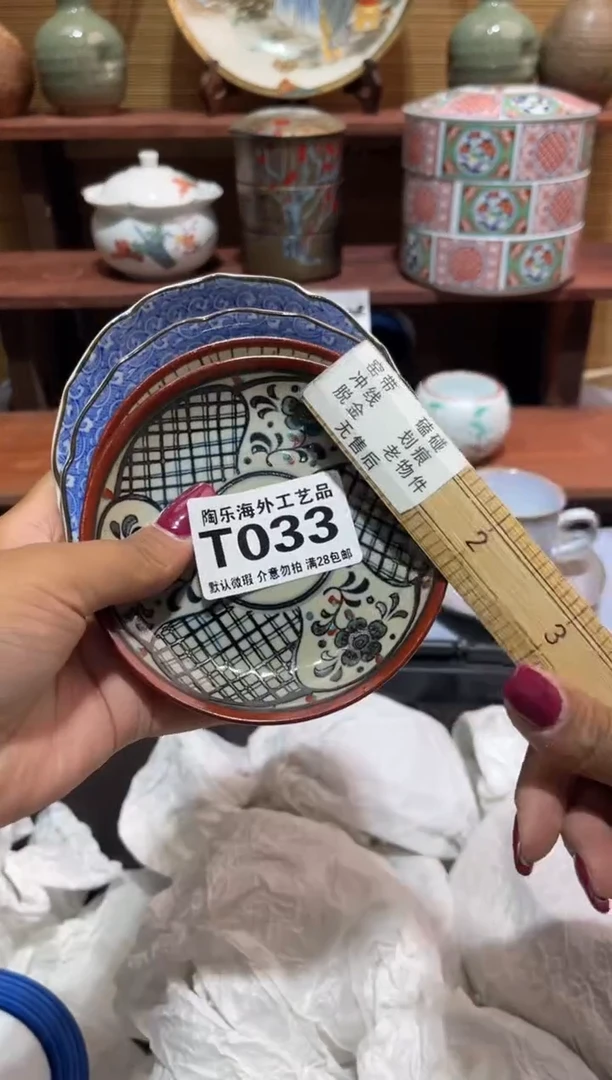 陶乐海外工艺品
T033
默认微瑕 介意勿拍 满28包邮
窑带 磕碰
冲线 划痕
脱金 老物件
无售后
2
3